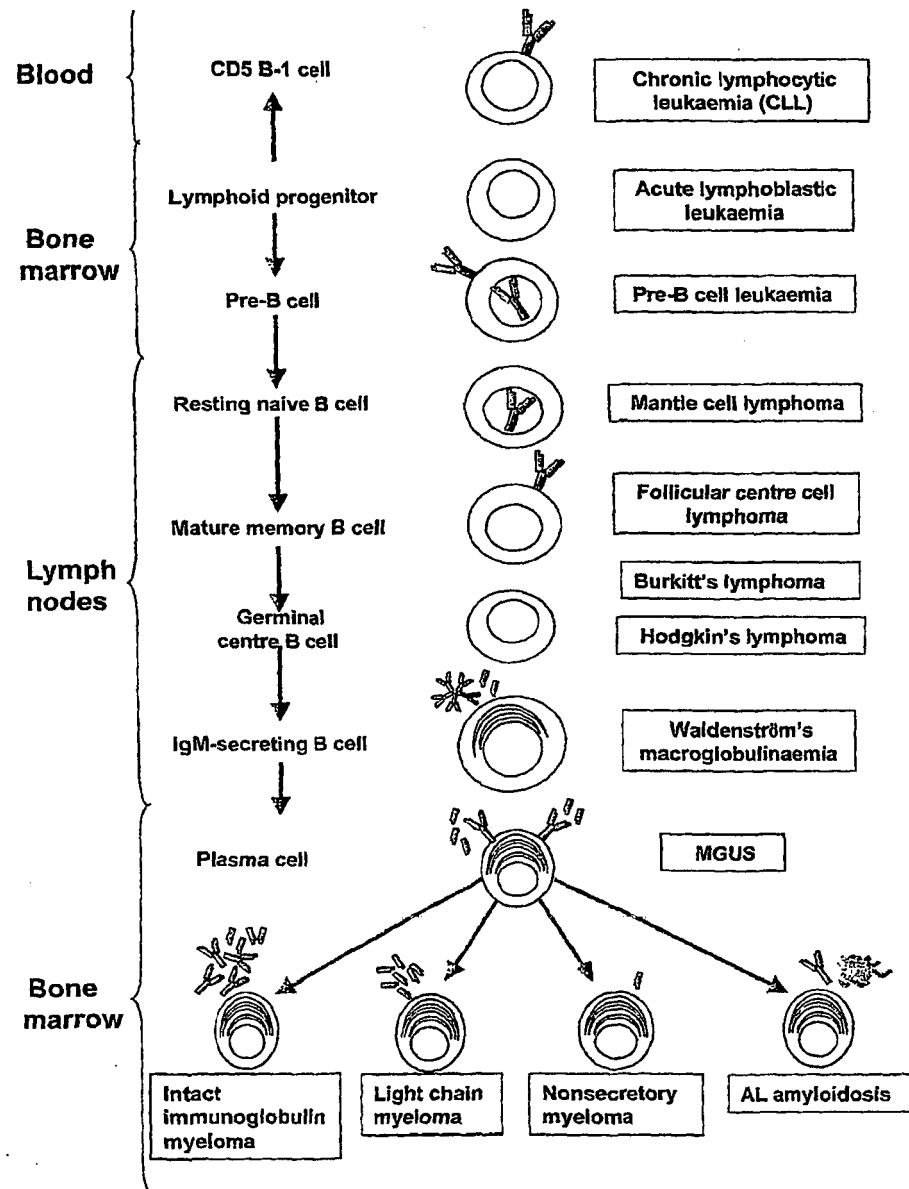 Blood
CD5 B-1 cell
Chronic lymphocytic
leukaemia (CLL)
Lymphoid progenitor
Acute lymphoblastic
leukaemia
Bone
marrow
Pre-B cell
Pre-B cell leukaemia
Resting naive B cell
Mantle cell lymphoma
Mature memory B cell
Follicular centre cell
lymphoma
Lymph
nodes
Burkitt's lymphoma
Germinal
centre B cell
Hodgkin's lymphoma
IgM-secreting B cell
Waldenström's
macroglobulinaemia
Plasma cell
MGUS
Bone
marrow
Intact
immunoglobulin
myeloma
Light chain
myeloma
Nonsecretory
myeloma
AL amyloidosis